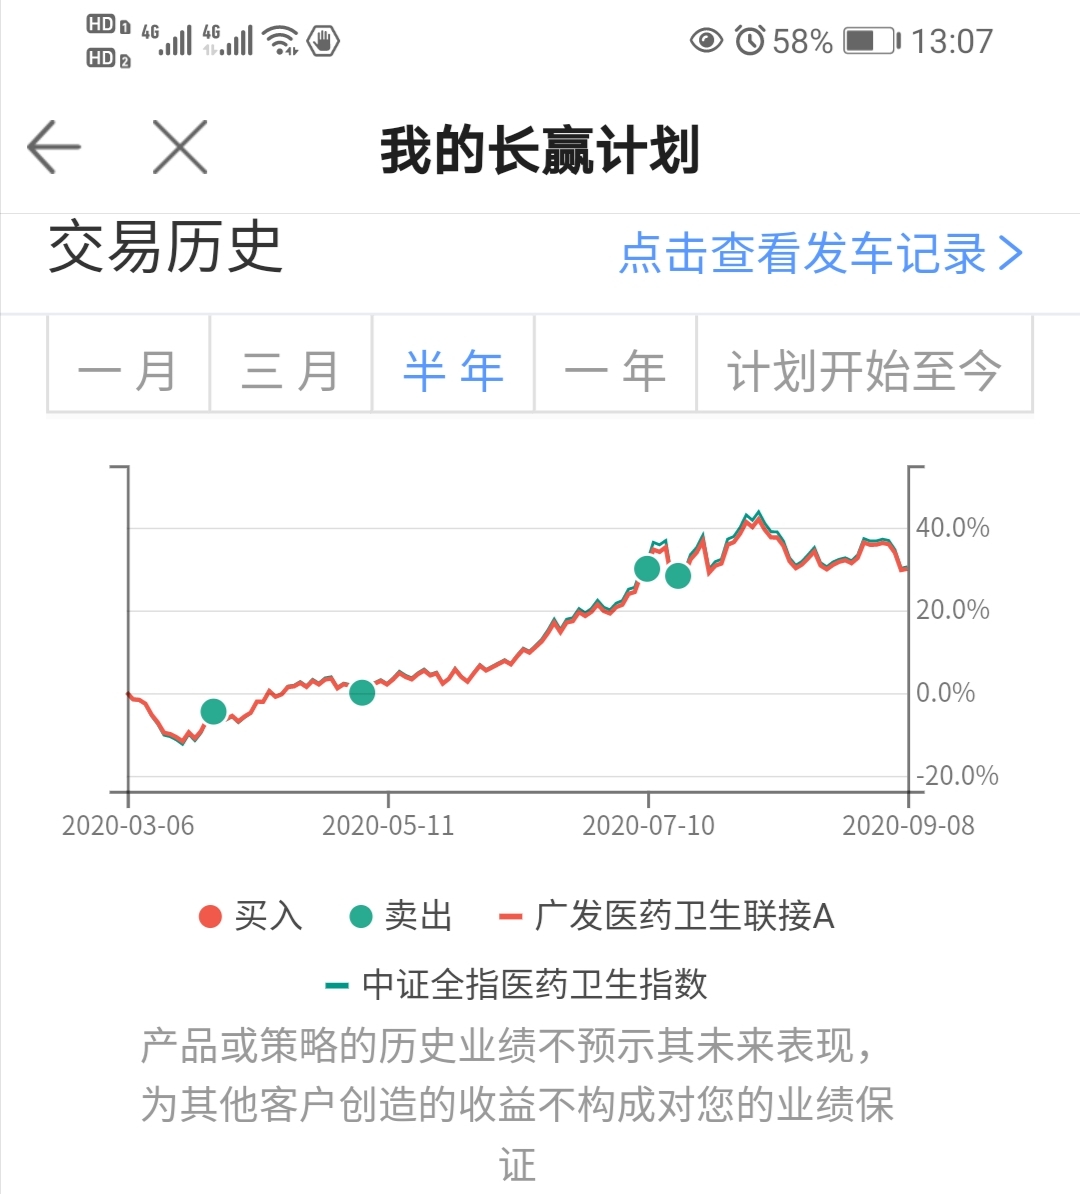 HD 1 4G 4G 58% 13:07
HD 2
我的长赢计划
交易历史 点击查看发车记录
一月 三月 半年 一年 计划开始至今
40.0%
20.0%
0.0%
-20.0%
2020-03-06 2020-05-11 2020-07-10 2020-09-08
买入 卖出 广发医药卫生联接A
中证全指医药卫生指数
产品或策略的历史业绩不预示其未来表现，
为其他客户创造的收益不构成对您的业绩保
证